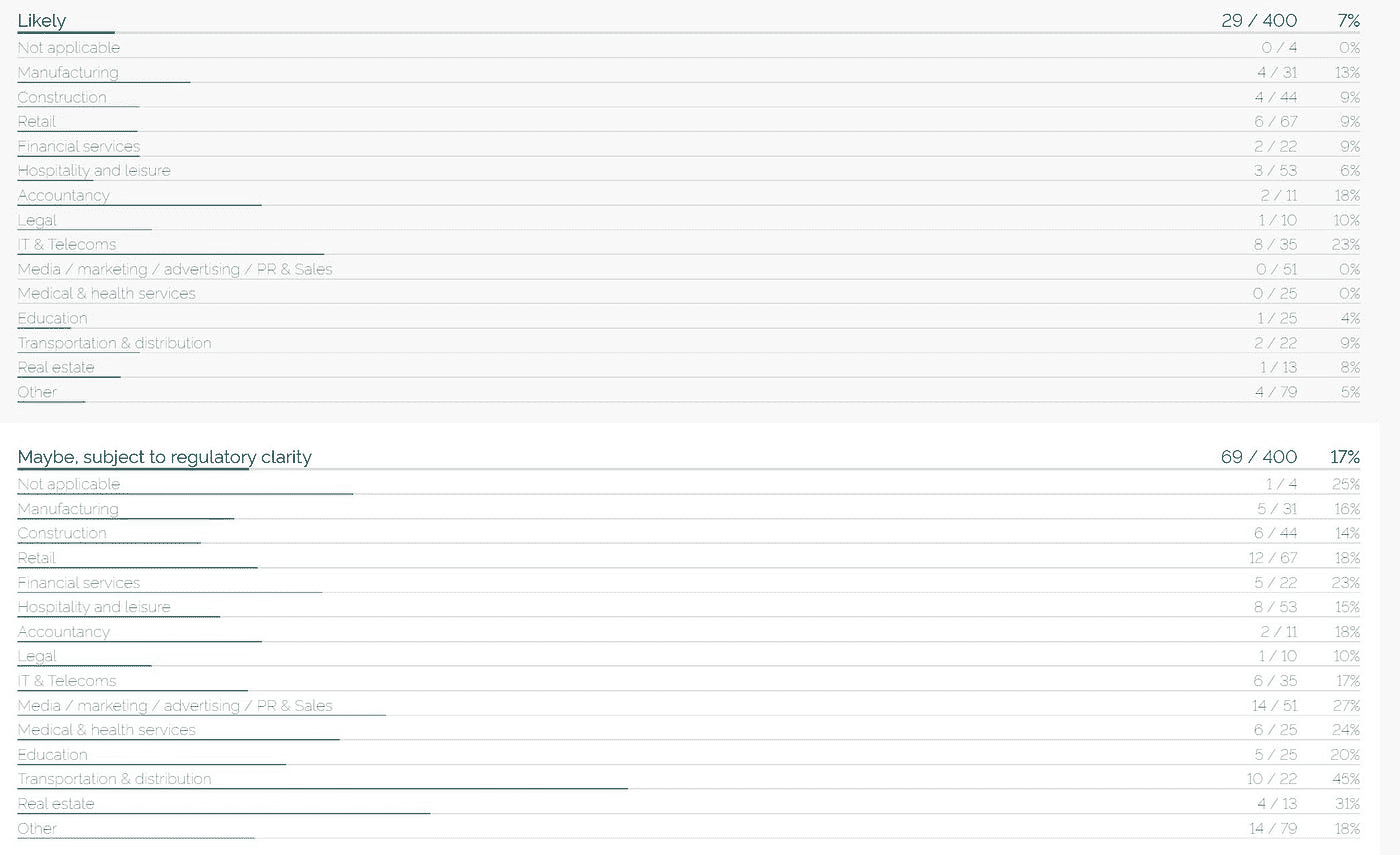 Likely 29 / 400 7%
Not applicable 0 / 4 0%
Manufacturing 4 / 31 13%
Construction 4 / 44 9%
Retail 6 / 67 9%
Financial services 2 / 22 9%
Hospitality and leisure 3 / 53 6%
Accountancy 2 / 11 18%
Legal 1 / 10 10%
IT & Telecoms 8 / 35 23%
Media / marketing / advertising / PR & Sales 0 / 51 0%
Medical & health services 0 / 25 0%
Education 1 / 25 4%
Transportation & distribution 2 / 22 9%
Real estate 1 / 13 8%
Other 4 / 79 5%
Maybe, subject to regulatory clarity 69 / 400 17%
Not applicable 1 / 4 25%
Manufacturing 5 / 31 16%
Construction 6 / 44 14%
Retail 12 / 67 18%
Financial services 5 / 22 23%
Hospitality and leisure 8 / 53 15%
Accountancy 2 / 11 18%
Legal 1 / 10 10%
IT & Telecoms 6 / 35 17%
Media / marketing / advertising / PR & Sales 14 / 51 27%
Medical & health services 6 / 25 24%
Education 5 / 25 20%
Transportation & distribution 10 / 22 45%
Real estate 4 / 13 31%
Other 14 / 79 18%